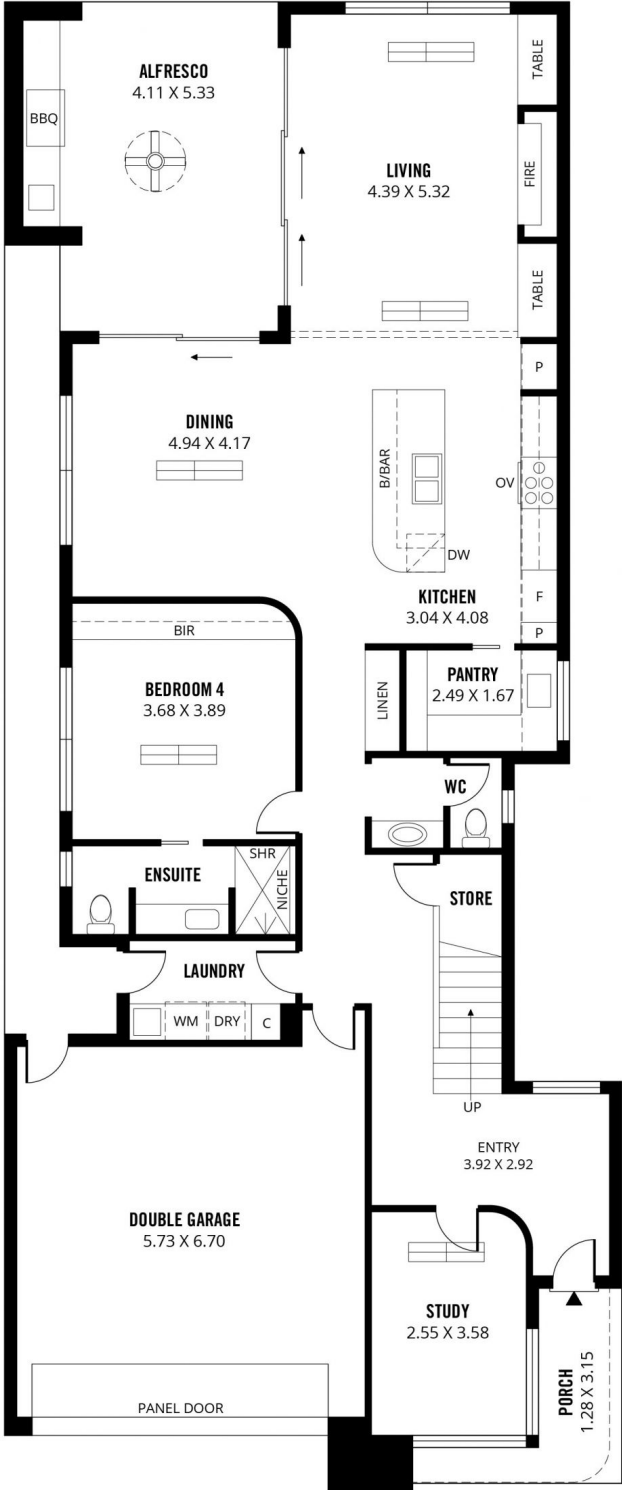 ALFRESCO
4.11 X 5.33
BBQ
LIVING
4.39 X 5.32
TABLE
FIRE
TABLE
P
DINING
4.94 X 4.17
B/BAR
OV
DW
KITCHEN
3.04 X 4.08
F
P
BIR
BEDROOM 4
3.68 X 3.89
LINEN
PANTRY
2.49 X 1.67
WC
ENSUITE
SHR
NICHE
STORE
LAUNDRY
WM
DRY
C
UP
ENTRY
3.92 X 2.92
DOUBLE GARAGE
5.73 X 6.70
STUDY
2.55 X 3.58
PORCH
1.28 X 3.15
PANEL DOOR